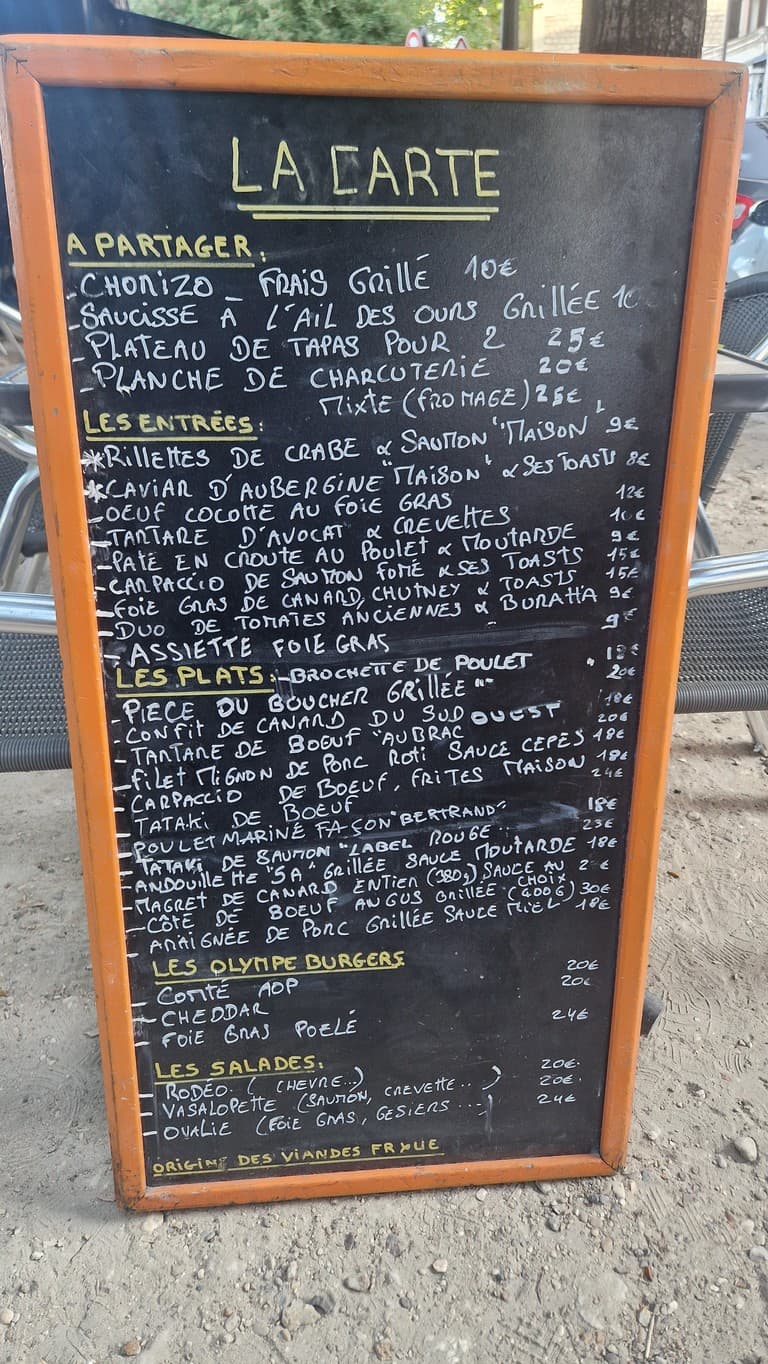 LA CARTE
A PARTAGER:
- CHORIZO - FRAIS GRILLÉ 10€
- SAUCISSE À L'AIL DES OURS GRILLÉE
- PLATEAU DE TAPAS POUR 2 25€
- PLANCHE DE CHARCUTERIE 20€
MIXTE (FROMAGE) 25€
LES ENTRÉES:
* RILLETTES DE CRABE & SAUMON "MAISON" 9€
* CAVIAR D'AUBERGINE "MAISON" & SES TOASTS 8€
- OEUF COCOTTE AU FOIE GRAS 12€
- TARTARE D'AVOCAT & CREVETTES 10€
- PATÉ EN CROUTE AU POULET & MOUTARDE 9€
- CARPACCIO DE SAUMON FUMÉ & SES TOASTS 15€
- FOIE GRAS DE CANARD, CHUTNEY & TOASTS 15€
- DUO DE TOMATES ANCIENNES & BURATTA 9€
- ASSIETTE FOIE GRAS 9€
LES PLATS: - BROCHETTE DE POULET 18€
- PIECE DU BOUCHER GRILLÉE "" 20€
- CONFIT DE CANARD DU SUD OUEST 18€
- TARTARE DE BOEUF "AUBRAC 20€
- FILET MIGNON DE PORC ROTI SAUCE CEPES 18€
- CARPACCIO DE BOEUF, FRITES MAISON 18€
- TATAKI DE BOEUF 24€
- POULET MARINÉ FAÇON "BERTRAND"
- TATAKI DE SAUMON "LABEL ROUGE" 18€
- ANDOUILLETTE "5A" GRILLÉE SAUCE MOUTARDE 23€
- MAGRET DE CANARD ENTIER (380g) SAUCE AU CHOIX 18€
- CÔTE DE BOEUF ANGUS GRILLÉE (400G) 30€
- ARAIGNÉE DE PORC GRILLÉE SAUCE MIEL 18€
LES OLYMPE BURGERS
- COMTÉ AOP 20€
- CHEDDAR 20€
- FOIE GRAS POELÉ 24€
LES SALADES:
- RODEO. (CHEVRE..) 20€
- VASALOPETTE (SAUMON, CREVETTE...) 20€
- OVALIE (FOIE GRAS, GESIERS ...) 24€
ORIGINE DES VIANDES FR